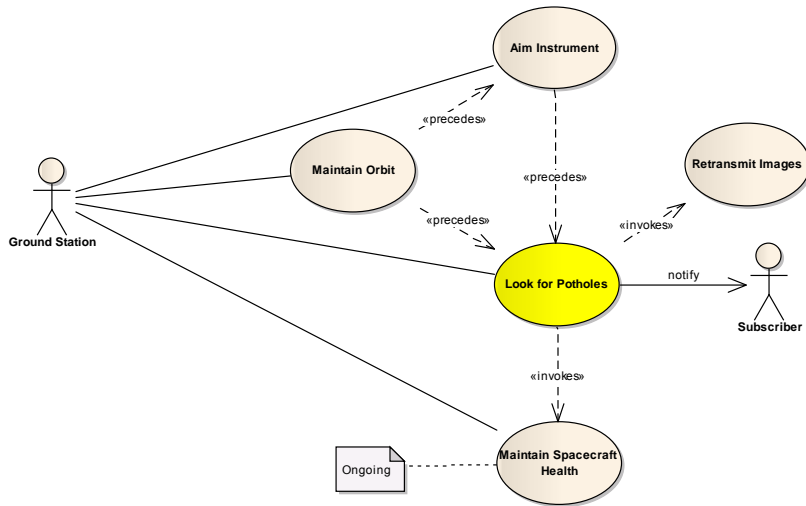 Aim Instrument
«precedes»
Maintain Orbit
Retransmit Images
«precedes»
«precedes»
«invokes»
Ground Station
Look for Potholes
notify
Subscriber
«invokes»
Maintain Spacecraft
Health
Ongoing